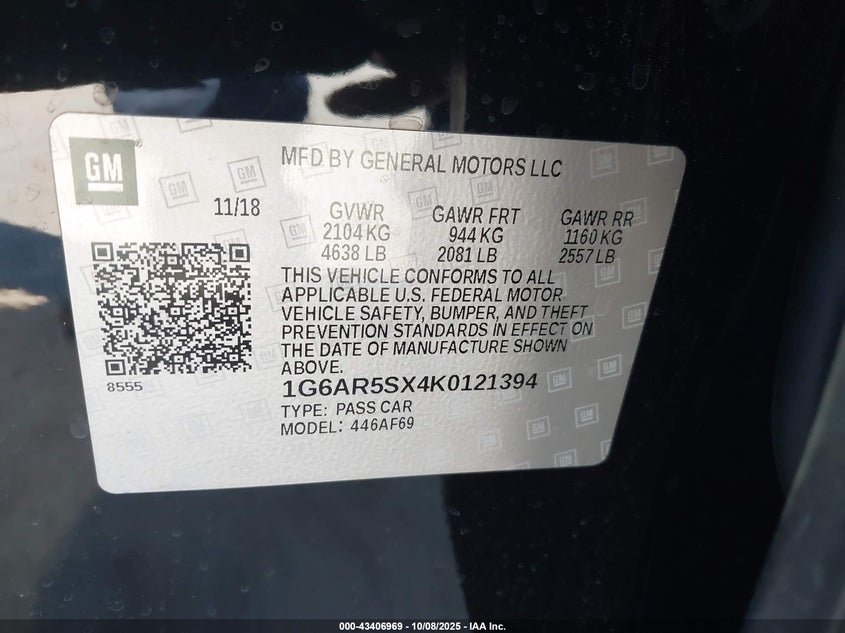 GM
MFD BY GENERAL MOTORS LLC
11/18
GVWR GAWR FRT GAWR RR
2104 KG 944 KG 1160 KG
4638 LB 2081 LB 2557 LB
THIS VEHICLE CONFORMS TO ALL
APPLICABLE U.S. FEDERAL MOTOR
VEHICLE SAFETY, BUMPER, AND THEFT
PREVENTION STANDARDS IN EFFECT ON
THE DATE OF MANUFACTURE SHOWN
ABOVE.
8555
1G6AR5SX4K0121394
TYPE: PASS CAR
MODEL: 446AF69
000-43406969 - 10/08/2025 - IAA Inc.